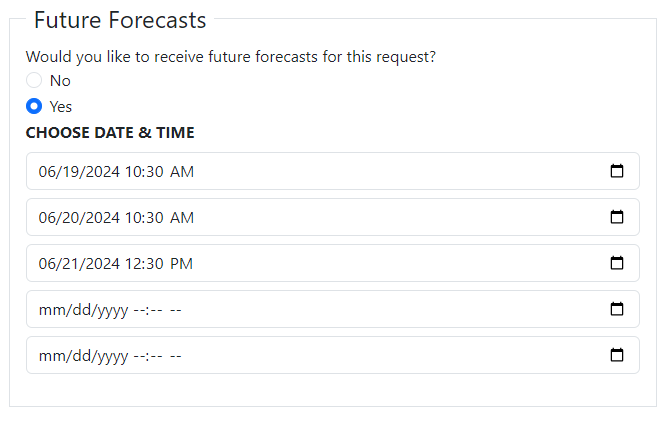 Future Forecasts
Would you like to receive future forecasts for this request?
No
Yes
CHOOSE DATE & TIME
06/19/2024 10:30 AM
06/20/2024 10:30 AM
06/21/2024 12:30 PM
mm/dd/yyyy --:-- --
mm/dd/yyyy --:-- --